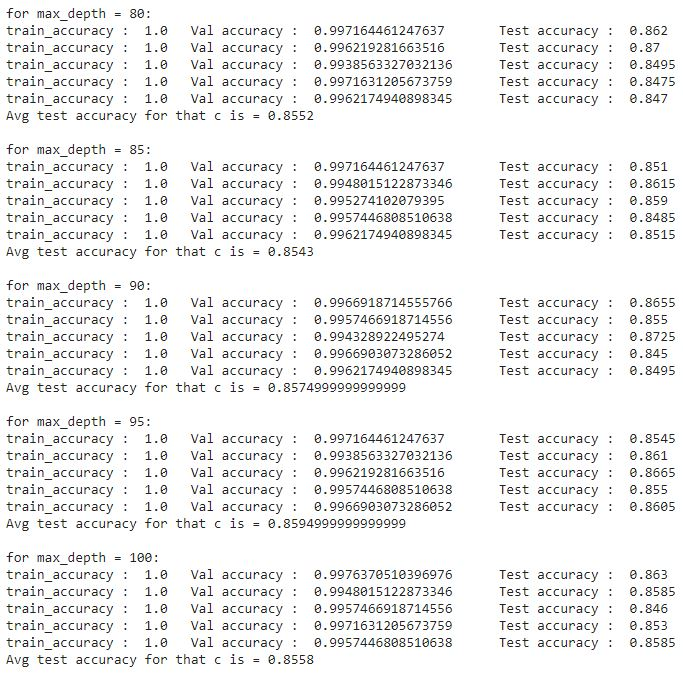 for max_depth = 80:
train_accuracy :  1.0   Val accuracy :  0.997164461247637       Test accuracy :  0.862
train_accuracy :  1.0   Val accuracy :  0.996219281663516       Test accuracy :  0.87
train_accuracy :  1.0   Val accuracy :  0.9938563327032136      Test accuracy :  0.8495
train_accuracy :  1.0   Val accuracy :  0.9971631205673759      Test accuracy :  0.8475
train_accuracy :  1.0   Val accuracy :  0.9962174940898345      Test accuracy :  0.847
Avg test accuracy for that c is = 0.8552

for max_depth = 85:
train_accuracy :  1.0   Val accuracy :  0.997164461247637       Test accuracy :  0.851
train_accuracy :  1.0   Val accuracy :  0.9948015122873346      Test accuracy :  0.8615
train_accuracy :  1.0   Val accuracy :  0.995274102079395       Test accuracy :  0.859
train_accuracy :  1.0   Val accuracy :  0.9957446808510638      Test accuracy :  0.8485
train_accuracy :  1.0   Val accuracy :  0.9962174940898345      Test accuracy :  0.8515
Avg test accuracy for that c is = 0.8543

for max_depth = 90:
train_accuracy :  1.0   Val accuracy :  0.9966918714555766      Test accuracy :  0.8655
train_accuracy :  1.0   Val accuracy :  0.9957466918714556      Test accuracy :  0.855
train_accuracy :  1.0   Val accuracy :  0.994328922495274       Test accuracy :  0.8725
train_accuracy :  1.0   Val accuracy :  0.9966903073286052      Test accuracy :  0.845
train_accuracy :  1.0   Val accuracy :  0.9962174940898345      Test accuracy :  0.8495
Avg test accuracy for that c is = 0.8574999999999999

for max_depth = 95:
train_accuracy :  1.0   Val accuracy :  0.997164461247637       Test accuracy :  0.8545
train_accuracy :  1.0   Val accuracy :  0.9938563327032136      Test accuracy :  0.861
train_accuracy :  1.0   Val accuracy :  0.996219281663516       Test accuracy :  0.8665
train_accuracy :  1.0   Val accuracy :  0.9957446808510638      Test accuracy :  0.855
train_accuracy :  1.0   Val accuracy :  0.9966903073286052      Test accuracy :  0.8605
Avg test accuracy for that c is = 0.8594999999999999

for max_depth = 100:
train_accuracy :  1.0   Val accuracy :  0.9976370510396976      Test accuracy :  0.863
train_accuracy :  1.0   Val accuracy :  0.9948015122873346      Test accuracy :  0.8585
train_accuracy :  1.0   Val accuracy :  0.9957466918714556      Test accuracy :  0.846
train_accuracy :  1.0   Val accuracy :  0.9971631205673759      Test accuracy :  0.853
train_accuracy :  1.0   Val accuracy :  0.9957446808510638      Test accuracy :  0.8585
Avg test accuracy for that c is = 0.8558